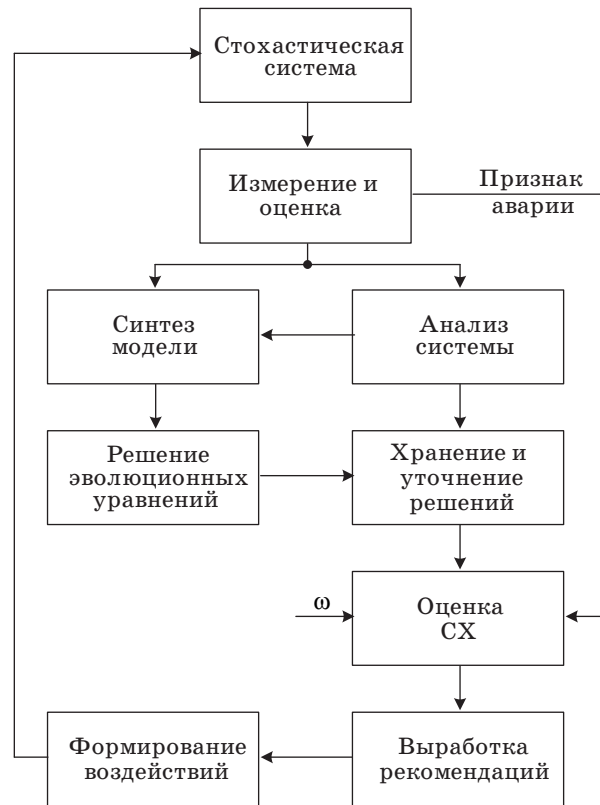 Стохастическая
система
Измерение и
оценка
Признак
аварии
Синтез
модели
Анализ
системы
Решение
эволюционных
уравнений
Хранение и
уточнение
решений
ω
Оценка
СХ
Формирование
воздействий
Выработка
рекомендаций